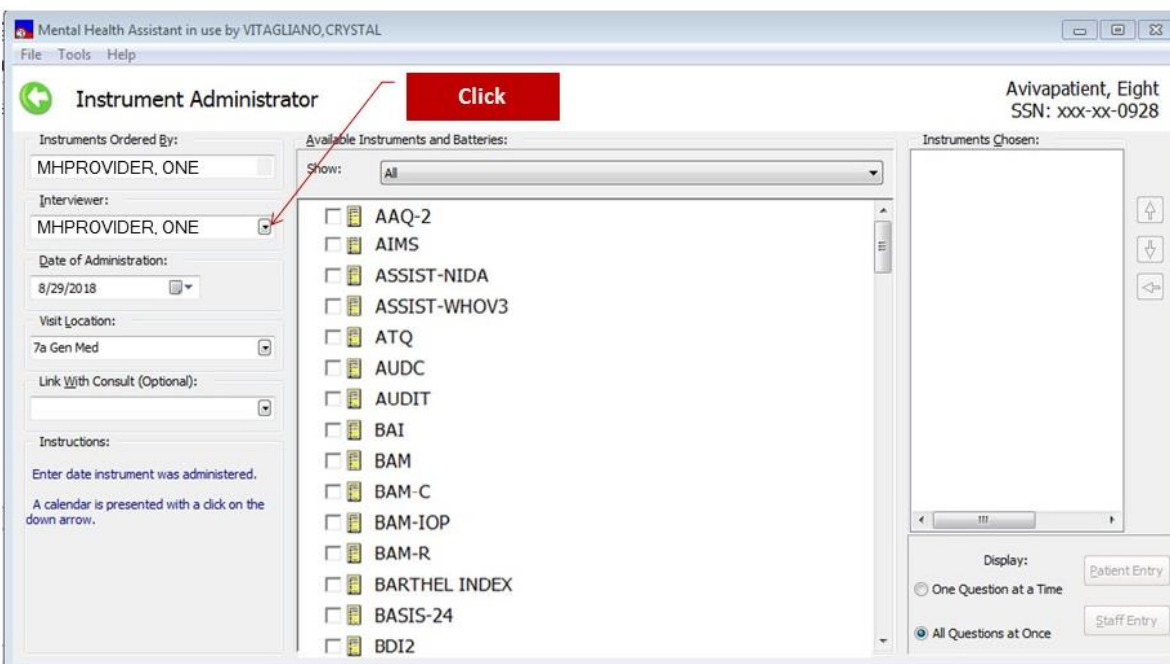 Mental Health Assistant in use by VITAGLIANO,CRYSTAL
File Tools Help
Instrument Administrator
Click
Avivapatient, Eight
SSN: xxx-xx-0928
Instruments Ordered By:
MHPROVIDER, ONE
Interviewer:
MHPROVIDER, ONE
Date of Administration:
8/29/2018
Visit Location:
7a Gen Med
Link With Consult (Optional):
Instructions:
Enter date instrument was administered.
A calendar is presented with a click on the
down arrow.
Available Instruments and Batteries:
Show: All
AAQ-2
AIMS
ASSIST-NIDA
ASSIST-WHOV3
ATQ
AUDC
AUDIT
BAI
BAM
BAM-C
BAM-IOP
BAM-R
BARTHEL INDEX
BASIS-24
BDI2
Instruments Chosen:
Display:
One Question at a Time
All Questions at Once
Patient Entry
Staff Entry